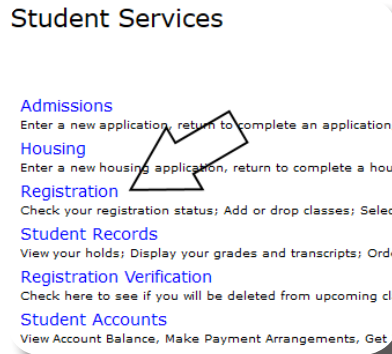 Student Services
Admissions
Enter a new application, return to complete an application
Housing
Enter a new housing application, return to complete a hou
Registration
Check your registration status; Add or drop classes; Selec
Student Records
View your holds; Display your grades and transcripts; Ord
Registration Verification
Check here to see if you will be deleted from upcoming cl
Student Accounts
View Account Balance, Make Payment Arrangements, Get